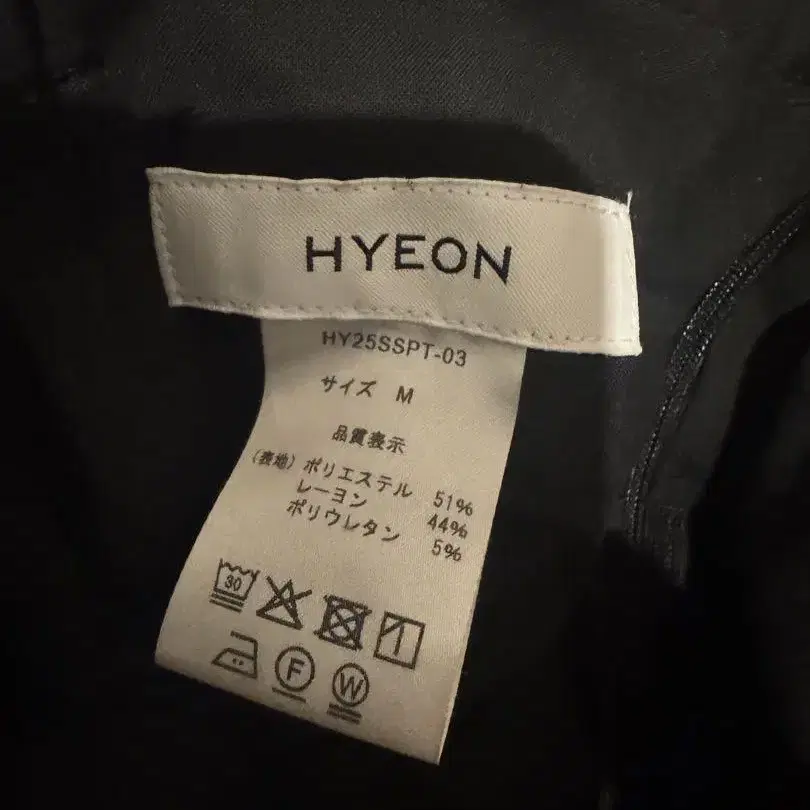 HYEON
HY25SSPT-03
サイズ M
品質表示
(表地) ポリエステル 51%
レーヨン 44%
ポリウレタン 5%
30
F
W